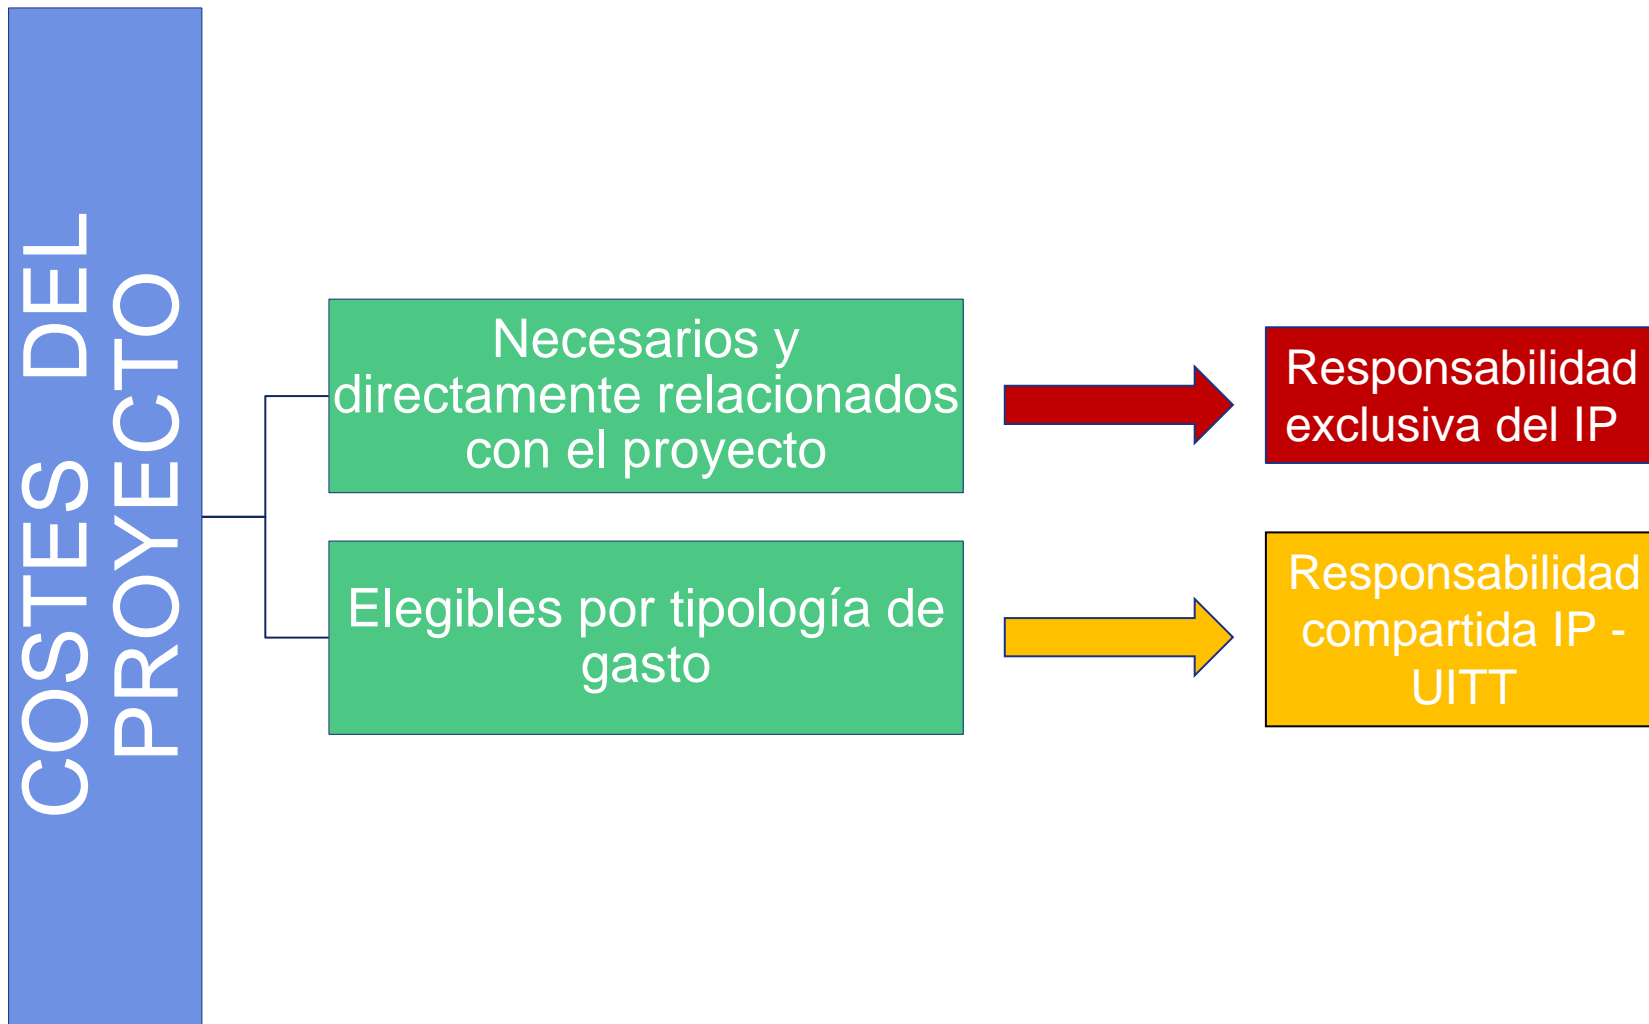 COSTES DEL
PROYECTO
Necesarios y
directamente relacionados
con el proyecto
Responsabilidad
exclusiva del IP
Elegibles por tipología de
gasto
Responsabilidad
compartida IP -
UITT